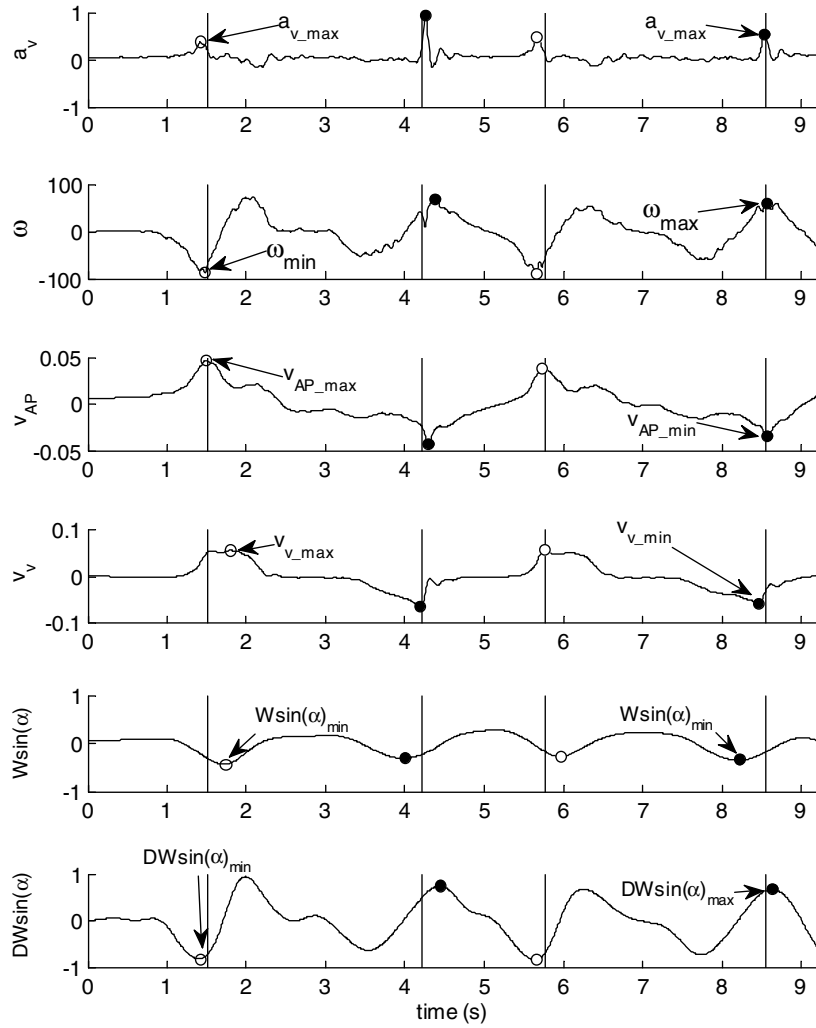 a_v_max a_v_max
a_v
1
0
-1
0 1 2 3 4 5 6 7 8 9
ω
100
0
-100
ω_max
ω_min
0 1 2 3 4 5 6 7 8 9
v_AP
0.05
0
-0.05
v_AP_max
v_AP_min
0 1 2 3 4 5 6 7 8 9
v_v
0.1
0
-0.1
v_v_max
v_v_min
0 1 2 3 4 5 6 7 8 9
Wsin(α)
1
0
-1
Wsin(α)_min Wsin(α)_min
0 1 2 3 4 5 6 7 8 9
DWsin(α)_min
DWsin(α)
1
0
-1
DWsin(α)_max
0 1 2 3 4 5 6 7 8 9
time (s)